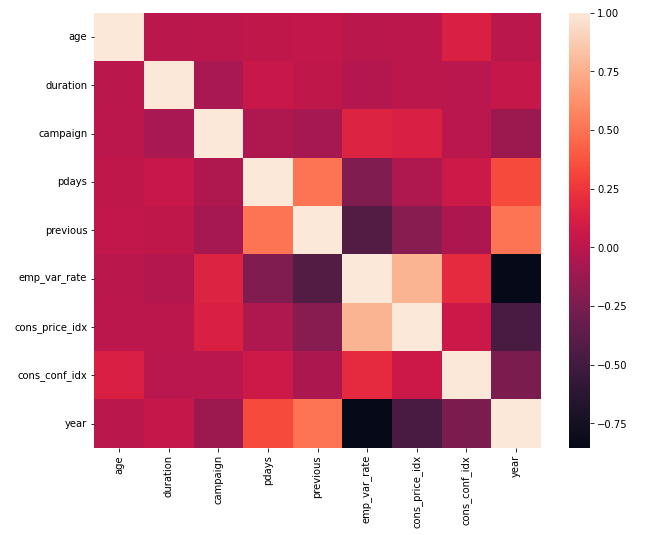 age
duration
campaign
pdays
previous
emp_var_rate
cons_price_idx
cons_conf_idx
year
age
duration
campaign
pdays
previous
emp_var_rate
cons_price_idx
cons_conf_idx
year
1.00
0.75
0.50
0.25
0.00
−0.25
−0.50
−0.75